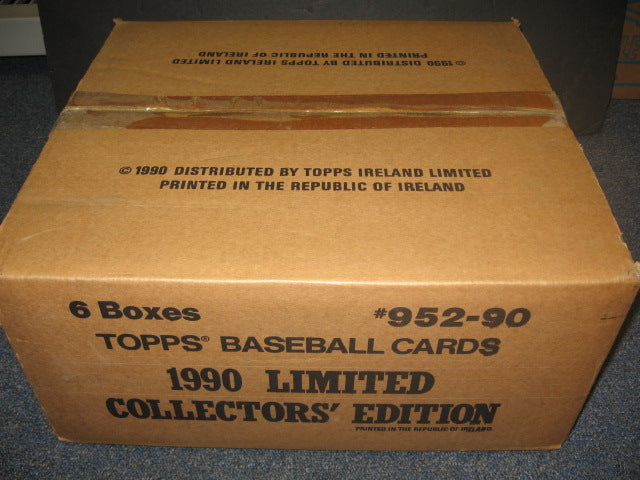 © 1990 DISTRIBUTED BY TOPPS IRELAND LIMITED
PRINTED IN THE REPUBLIC OF IRELAND
© 1990 DISTRIBUTED BY TOPPS IRELAND LIMITED
PRINTED IN THE REPUBLIC OF IRELAND
6 Boxes #952-90
TOPPS® BASEBALL CARDS
1990 LIMITED
COLLECTORS' EDITION
PRINTED IN THE REPUBLIC OF IRELAND.